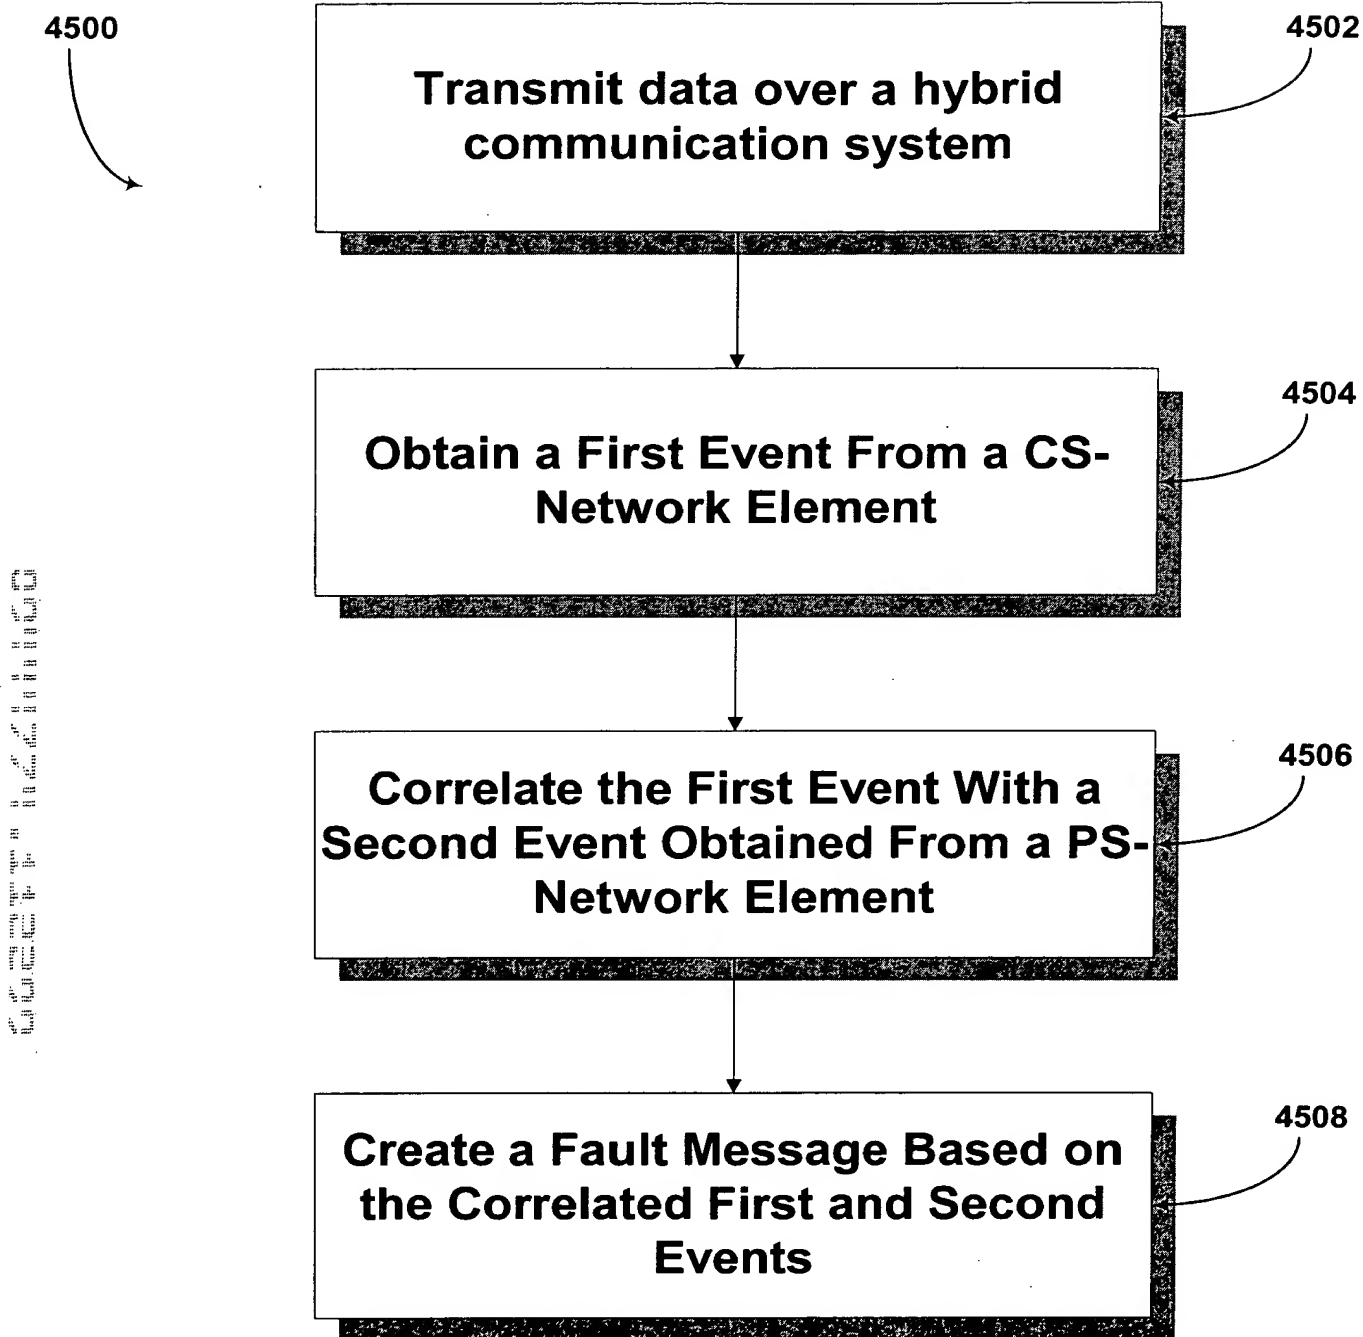 4500
4502
Transmit data over a hybrid
communication system
4504
Obtain a First Event From a CS-
Network Element
4506
Correlate the First Event With a
Second Event Obtained From a PS-
Network Element
4508
Create a Fault Message Based on
the Correlated First and Second
Events